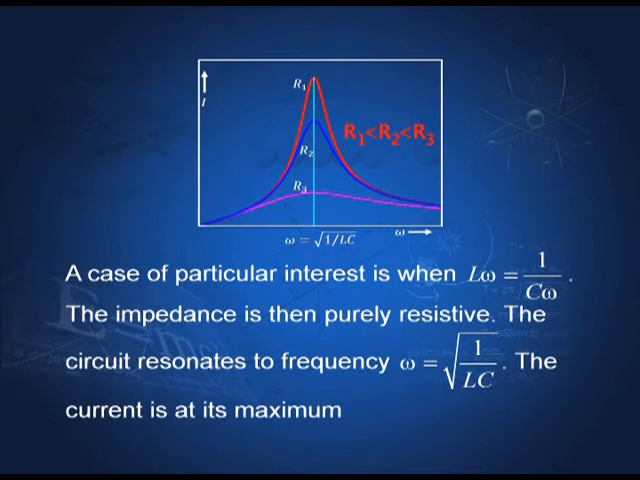 R₁
I
R₁<R₂<R₃
R₂
R₃
ω = √1/LC
ω
A case of particular interest is when Lω = 1/Cω .
The impedance is then purely resistive. The
circuit resonates to frequency ω = √1/LC . The
current is at its maximum